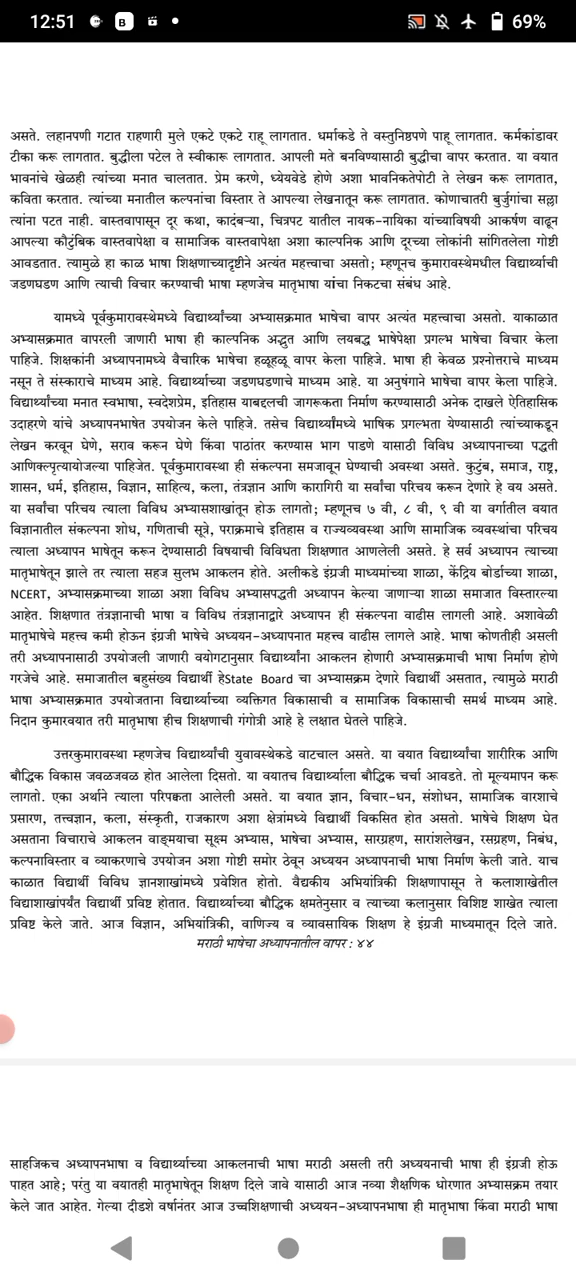 12:51
B
69%
असते. लहानपणी गटात राहणारी मुले एकटे एकटे राहू लागतात. धर्माकडे ते वस्तुनिष्ठपणे पाहू लागतात. कर्मकांडावर
टीका करू लागतात. बुद्धीला पटेल ते स्वीकारू लागतात. आपली मते बनविण्यासाठी बुद्धीचा वापर करतात. या वयात
भावनांचे खेळही त्यांच्या मनात चालतात. प्रेम करणे, ध्येयवेडे होणे अशा भावनिकतेपोटी ते लेखन करू लागतात,
कविता करतात. त्यांच्या मनातील कल्पनांचा विस्तार ते आपल्या लेखनातून करू लागतात. कोणाचातरी बुर्जुगांचा सल्ला
त्यांना पटत नाही. वास्तवापासून दूर कथा, कादंबऱ्या, चित्रपट यातील नायक-नायिका यांच्याविषयी आकर्षण वाढून
आपल्या कौटुंबिक वास्तवापेक्षा व सामाजिक वास्तवापेक्षा अशा काल्पनिक आणि दूरच्या लोकांनी सांगितलेला गोष्टी
आवडतात. त्यामुळे हा काळ भाषा शिक्षणाच्यादृष्टीने अत्यंत महत्त्वाचा असतो; म्हणूनच कुमारावस्थेमधील विद्यार्थ्याची
जडणघडण आणि त्याची विचार करण्याची भाषा म्हणजेच मातृभाषा यांचा निकटचा संबंध आहे.
यामध्ये पूर्वकुमारावस्थेमध्ये विद्यार्थ्यांच्या अभ्यासक्रमात भाषेचा वापर अत्यंत महत्त्वाचा असतो. याकाळात
अभ्यासक्रमात वापरली जाणारी भाषा ही काल्पनिक अद्भुत आणि लयबद्ध भाषेपेक्षा प्रगल्भ भाषेचा विचार केला
पाहिजे. शिक्षकांनी अध्यापनामध्ये वैचारिक भाषेचा हळूहळू वापर केला पाहिजे. भाषा ही केवळ प्रश्नोत्तराचे माध्यम
नसून ते संस्काराचे माध्यम आहे. विद्यार्थ्याच्या जडणघडणाचे माध्यम आहे. या अनुषंगाने भाषेचा वापर केला पाहिजे.
विद्यार्थ्यांच्या मनात स्वभाषा, स्वदेशप्रेम, इतिहास याबद्दलची जागरूकता निर्माण करण्यासाठी अनेक दाखले ऐतिहासिक
उदाहरणे यांचे अध्यापनभाषेत उपयोजन केले पाहिजे. तसेच विद्यार्थ्यांमध्ये भाषिक प्रगल्भता येण्यासाठी त्यांच्याकडून
लेखन करवून घेणे, सराव करून घेणे किंवा पाठांतर करण्यास भाग पाडणे यासाठी विविध अध्यापनाच्या पद्धती
आणिक्लृप्त्यायोजल्या पाहिजेत. पूर्वकुमारावस्था ही संकल्पना समजावून घेण्याची अवस्था असते. कुटुंब, समाज, राष्ट्र,
शासन, धर्म, इतिहास, विज्ञान, साहित्य, कला, तंत्रज्ञान आणि कारागिरी या सर्वांचा परिचय करून देणारे हे वय असते.
या सर्वांचा परिचय त्याला विविध अभ्यासशाखांतून होऊ लागतो; म्हणूनच ७ वी, ८ वी, ९ वी या वर्गातील वयात
विज्ञानातील संकल्पना शोध, गणिताची सूत्रे, पराक्रमाचे इतिहास व राज्यव्यवस्था आणि सामाजिक व्यवस्थांचा परिचय
त्याला अध्यापन भाषेतून करून देण्यासाठी विषयाची विविधता शिक्षणात आणलेली असते. हे सर्व अध्यापन त्याच्या
मातृभाषेतून झाले तर त्याला सहज सुलभ आकलन होते. अलीकडे इंग्रजी माध्यमांच्या शाळा, केंद्रिय बोर्डाच्या शाळा,
NCERT, अभ्यासक्रमाच्या शाळा अशा विविध अभ्यासपद्धती अध्यापन केल्या जाणाऱ्या शाळा समाजात विस्तारल्या
आहेत. शिक्षणात तंत्रज्ञानाची भाषा व विविध तंत्रज्ञानाद्वारे अध्यापन ही संकल्पना वाढीस लागली आहे. अशावेळी
मातृभाषेचे महत्त्व कमी होऊन इंग्रजी भाषेचे अध्ययन-अध्यापनात महत्त्व वाढीस लागले आहे. भाषा कोणतीही असली
तरी अध्यापनासाठी उपयोजली जाणारी वयोगटानुसार विद्यार्थ्यांना आकलन होणारी अभ्यासक्रमाची भाषा निर्माण होणे
गरजेचे आहे. समाजातील बहुसंख्य विद्यार्थी हेState Board चा अभ्यासक्रम देणारे विद्यार्थी असतात, त्यामुळे मराठी
भाषा अभ्यासक्रमात उपयोजताना विद्यार्थ्याच्या व्यक्तिगत विकासाची व सामाजिक विकासाची समर्थ माध्यम आहे.
निदान कुमारवयात तरी मातृभाषा हीच शिक्षणाची गंगोत्री आहे हे लक्षात घेतले पाहिजे.
उत्तरकुमारावस्था म्हणजेच विद्यार्थ्यांची युवावस्थेकडे वाटचाल असते. या वयात विद्यार्थ्यांचा शारीरिक आणि
बौद्धिक विकास जवळजवळ होत आलेला दिसतो. या वयातच विद्यार्थ्याला बौद्धिक चर्चा आवडते. तो मूल्यमापन करू
लागतो. एका अर्थाने त्याला परिपक्वता आलेली असते. या वयात ज्ञान, विचार-धन, संशोधन, सामाजिक वारशाचे
प्रसारण, तत्त्वज्ञान, कला, संस्कृती, राजकारण अशा क्षेत्रांमध्ये विद्यार्थी विकसित होत असतो. भाषेचे शिक्षण घेत
असताना विचाराचे आकलन वाङ्मयाचा सूक्ष्म अभ्यास, भाषेचा अभ्यास, सारग्रहण, सारांशलेखन, रसग्रहण, निबंध,
कल्पनाविस्तार व व्याकरणाचे उपयोजन अशा गोष्टी समोर ठेवून अध्ययन अध्यापनाची भाषा निर्माण केली जाते. याच
काळात विद्यार्थी विविध ज्ञानशाखांमध्ये प्रवेशित होतो. वैद्यकीय अभियांत्रिकी शिक्षणापासून ते कलाशाखेतील
विद्याशाखांपर्यंत विद्यार्थी प्रविष्ट होतात. विद्यार्थ्याच्या बौद्धिक क्षमतेनुसार व त्याच्या कलानुसार विशिष्ट शाखेत त्याला
प्रविष्ट केले जाते. आज विज्ञान, अभियांत्रिकी, वाणिज्य व व्यावसायिक शिक्षण हे इंग्रजी माध्यमातून दिले जाते.
मराठी भाषेचा अध्यापनातील वापर : ४४
साहजिकच अध्यापनभाषा व विद्यार्थ्याच्या आकलनाची भाषा मराठी असली तरी अध्ययनाची भाषा ही इंग्रजी होऊ
पाहत आहे; परंतु या वयातही मातृभाषेतून शिक्षण दिले जावे यासाठी आज नव्या शैक्षणिक धोरणात अभ्यासक्रम तयार
केले जात आहेत. गेल्या दीडशे वर्षानंतर आज उच्चशिक्षणाची अध्ययन-अध्यापनभाषा ही मातृभाषा किंवा मराठी भाषा